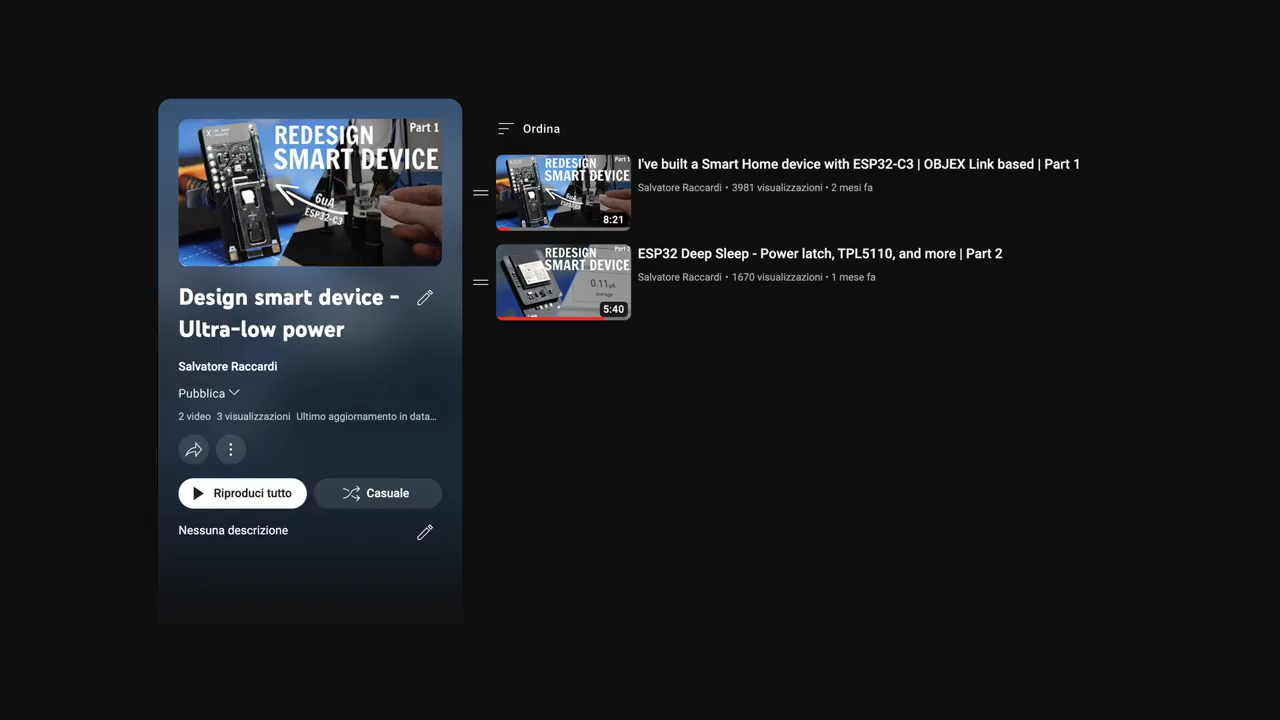 REDESIGN
SMART DEVICE
Part 1
6uA
ESP32-C3
Design smart device -
Ultra-low power
Salvatore Raccardi
Pubblica
2 video 3 visualizzazioni Ultimo aggiornamento in data...
Riproduci tutto
Casuale
Nessuna descrizione
Ordina
REDESIGN
SMART DEVICE
Part 1
6uA
ESP32-C3
8:21
I've built a Smart Home device with ESP32-C3 | OBJEX Link based | Part 1
Salvatore Raccardi • 3981 visualizzazioni • 2 mesi fa
REDESIGN
SMART DEVICE
Part 2
0.11µA
Average
5:40
ESP32 Deep Sleep - Power latch, TPL5110, and more | Part 2
Salvatore Raccardi • 1670 visualizzazioni • 1 mese fa